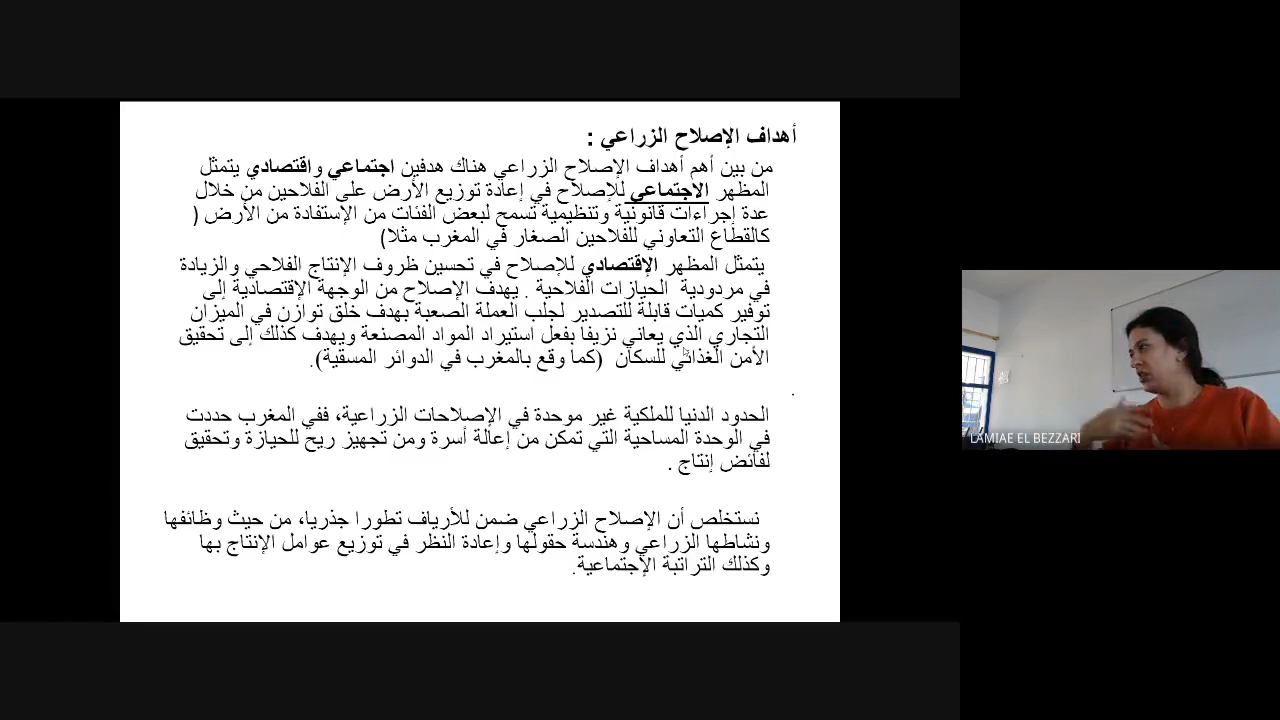 أهداف الإصلاح الزراعي :
من بين أهم أهداف الإصلاح الزراعي هناك هدفين اجتماعي واقتصادي يتمثل
المظهر الاجتماعي للإصلاح في إعادة توزيع الأرض على الفلاحين من خلال
عدة إجراءات قانونية وتنظيمية تسمح لبعض الفئات من الإستفادة من الأرض (
كالقطاع التعاوني للفلاحين الصغار في المغرب مثلا)
يتمثل المظهر الإقتصادي للإصلاح في تحسين ظروف الإنتاج الفلاحي والزيادة
في مردودية الحيازات الفلاحية . يهدف الإصلاح من الوجهة الإقتصادية إلى
توفير كميات قابلة للتصدير لجلب العملة الصعبة بهدف خلق توازن في الميزان
التجاري الذي يعاني نزيفا بفعل استيراد المواد المصنعة ويهدف كذلك إلى تحقيق
الأمن الغذائي للسكان (كما وقع بالمغرب في الدوائر المسقية).
.
الحدود الدنيا للملكية غير موحدة في الإصلاحات الزراعية، ففي المغرب حددت
في الوحدة المساحية التي تمكن من إعالة أسرة ومن تجهيز ريح للحيازة وتحقيق
لفائض إنتاج .
نستخلص أن الإصلاح الزراعي ضمن للأرياف تطورا جذريا، من حيث وظائفها
ونشاطها الزراعي وهندسة حقولها وإعادة النظر في توزيع عوامل الإنتاج بها
وكذلك التراتبة الإجتماعية.
LAMIAE EL BEZZARI